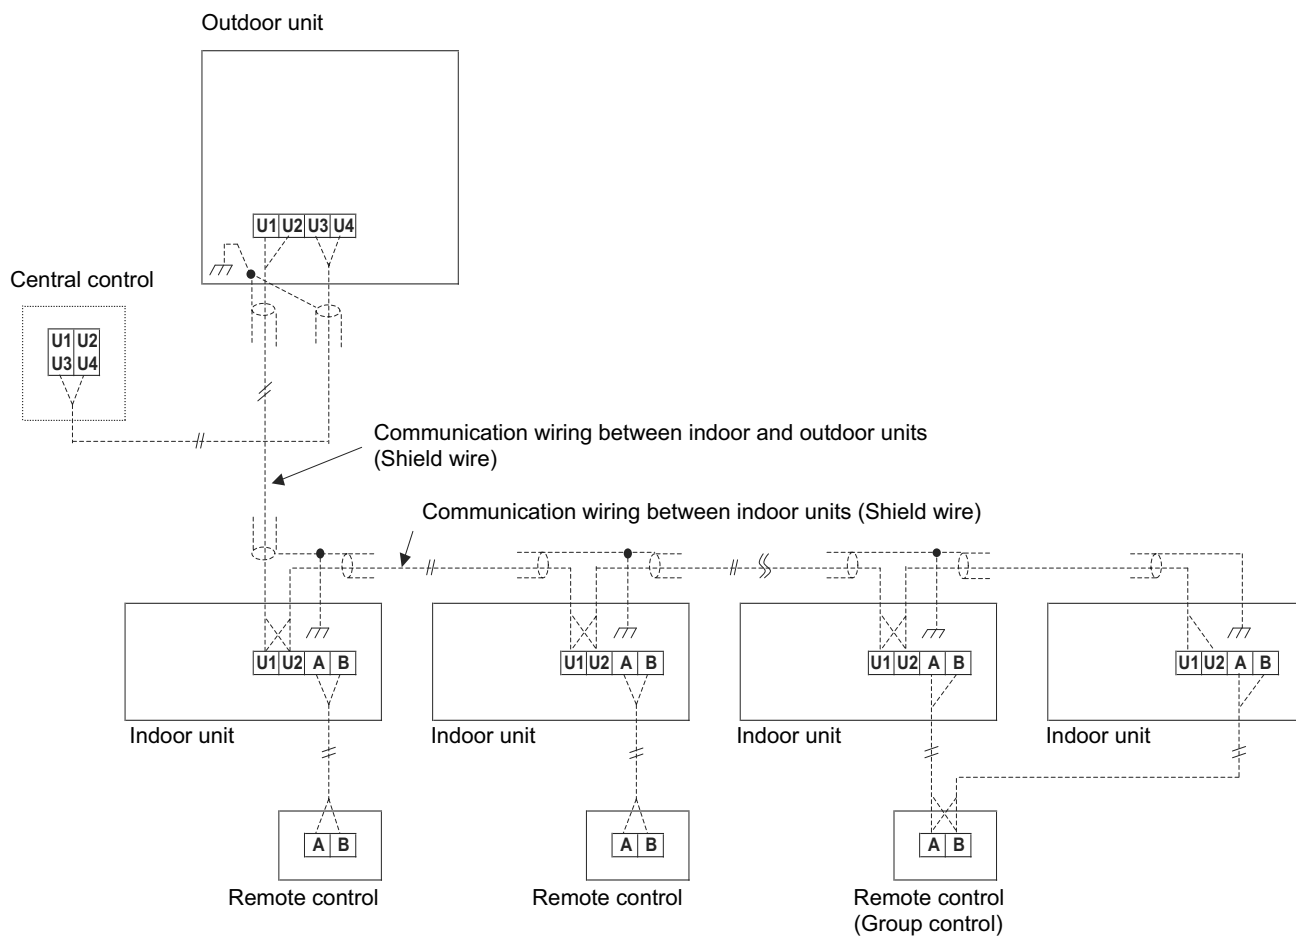 Outdoor unit
U1 U2 U3 U4
Central control
U1 U2
U3 U4
Communication wiring between indoor and outdoor units
(Shield wire)
Communication wiring between indoor units (Shield wire)
U1 U2 A B
U1 U2 A B
U1 U2 A B
U1 U2 A B
Indoor unit
Indoor unit
Indoor unit
Indoor unit
A B
A B
A B
Remote control
Remote control
Remote control
(Group control)